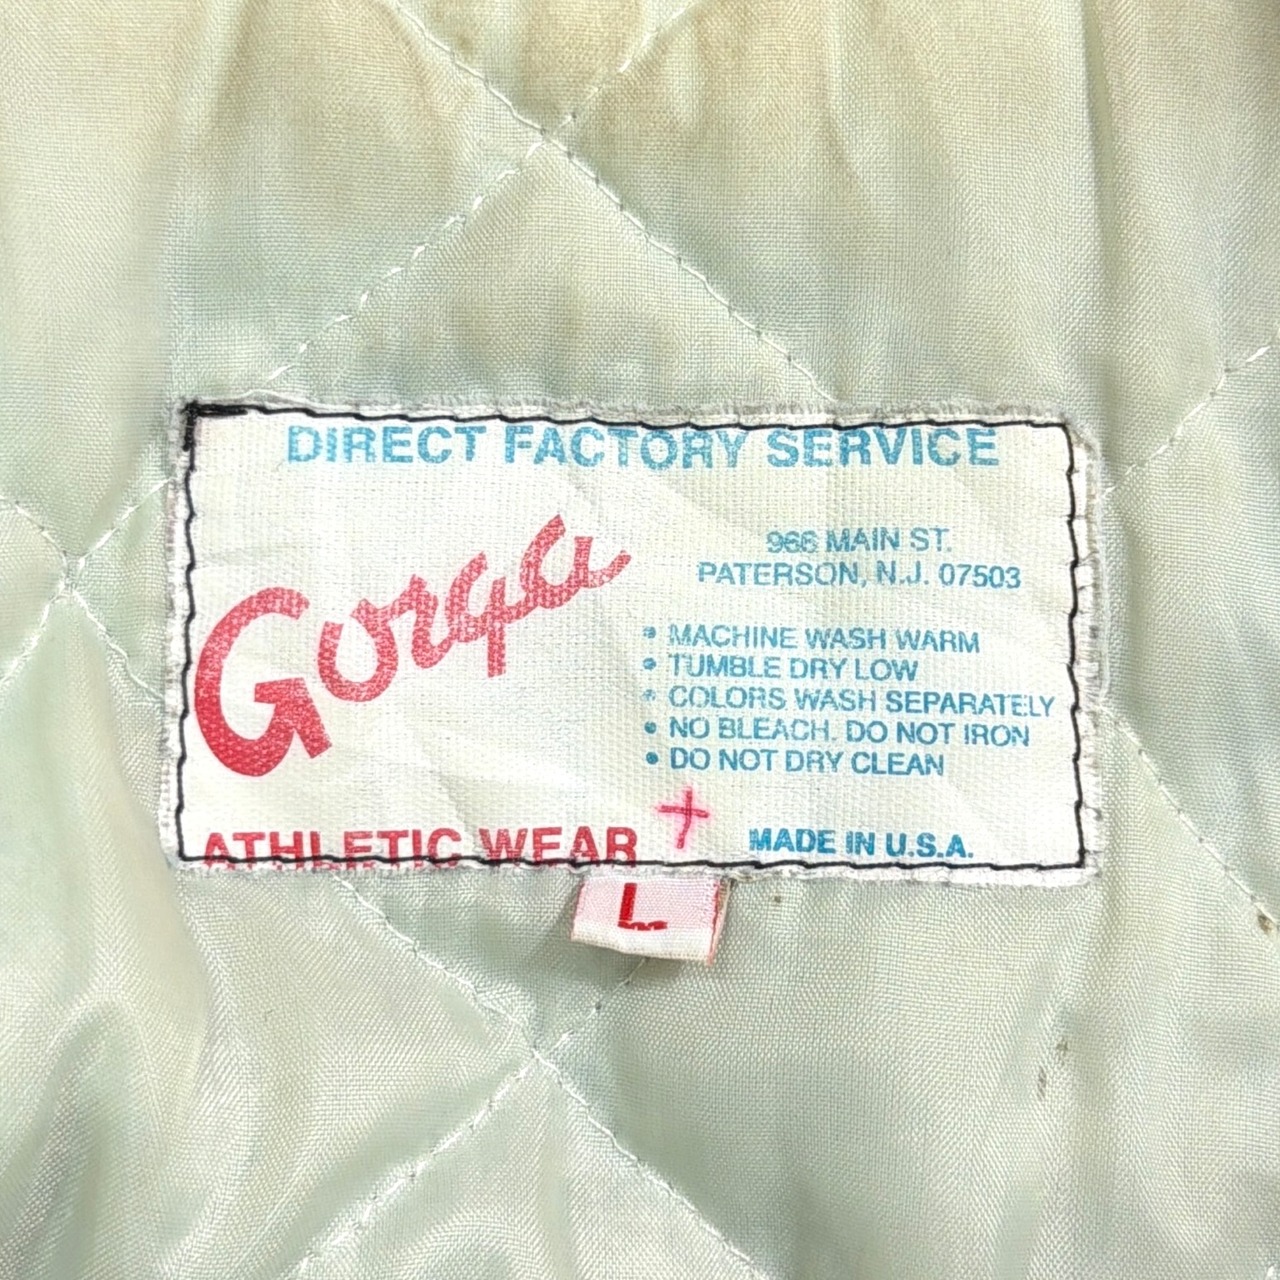 DIRECT FACTORY SERVICE
Gorga
966 MAIN ST.
PATERSON, N.J. 07503
• MACHINE WASH WARM
• TUMBLE DRY LOW
• COLORS WASH SEPARATELY
• NO BLEACH. DO NOT IRON
• DO NOT DRY CLEAN
ATHLETIC WEAR
MADE IN U.S.A.
L